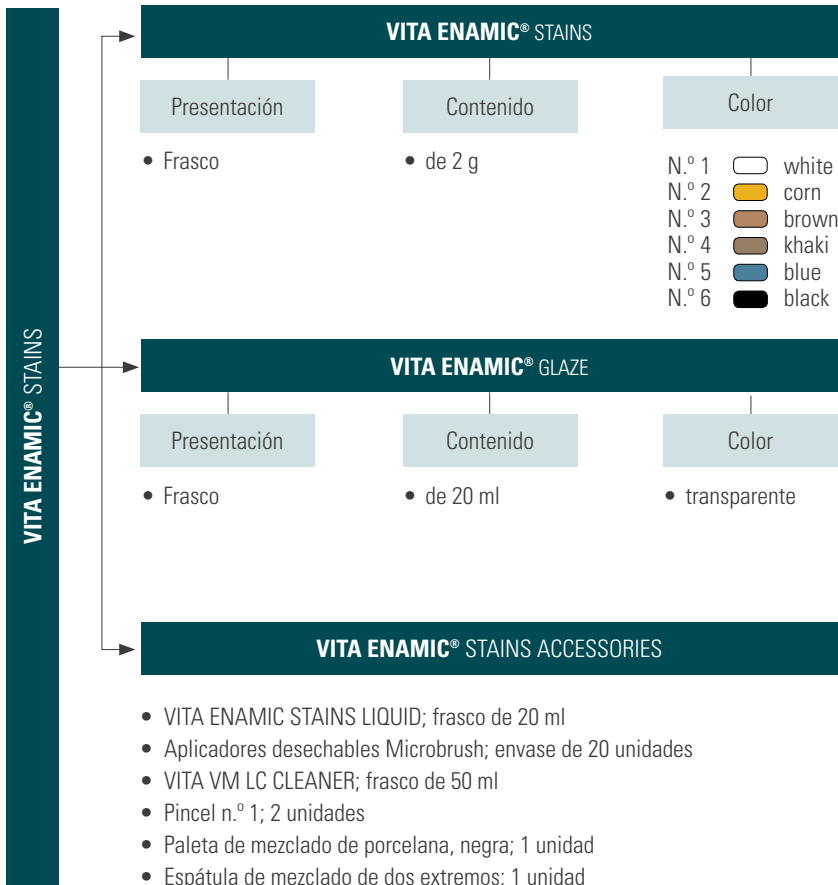 VITA ENAMIC® STAINS
VITA ENAMIC® STAINS
Presentación
Contenido
Color
• Frasco
• de 2 g
N.º 1 white
N.º 2 corn
N.º 3 brown
N.º 4 khaki
N.º 5 blue
N.º 6 black
VITA ENAMIC® GLAZE
Presentación
Contenido
Color
• Frasco
• de 20 ml
• transparente
VITA ENAMIC® STAINS ACCESSORIES
• VITA ENAMIC STAINS LIQUID; frasco de 20 ml
• Aplicadores desechables Microbrush; envase de 20 unidades
• VITA VM LC CLEANER; frasco de 50 ml
• Pincel n.º 1; 2 unidades
• Paleta de mezclado de porcelana, negra; 1 unidad
• Espátula de mezclado de dos extremos; 1 unidad